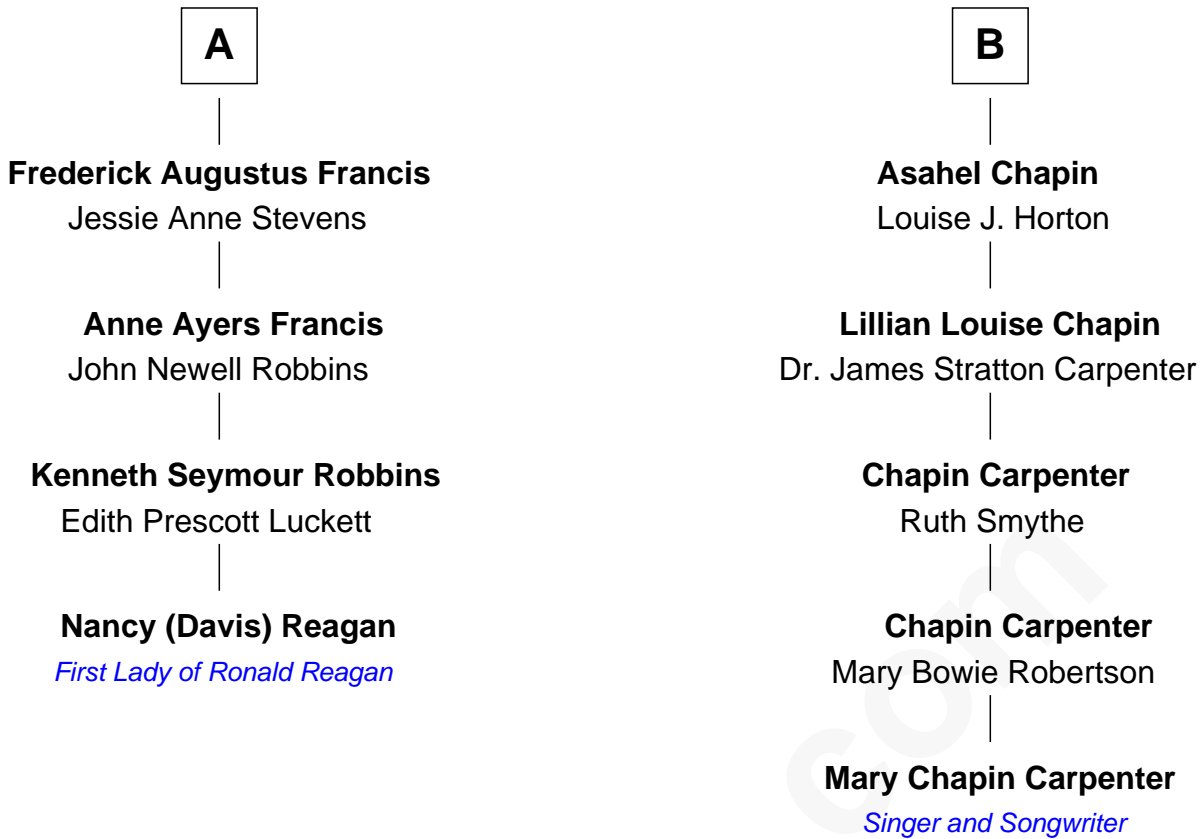 A
Frederick Augustus Francis
Jessie Anne Stevens
Anne Ayers Francis
John Newell Robbins
Kenneth Seymour Robbins
Edith Prescott Luckett
Nancy (Davis) Reagan
First Lady of Ronald Reagan
B
Asahel Chapin
Louise J. Horton
Lillian Louise Chapin
Dr. James Stratton Carpenter
Chapin Carpenter
Ruth Smythe
Chapin Carpenter
Mary Bowie Robertson
Mary Chapin Carpenter
Singer and Songwriter
com